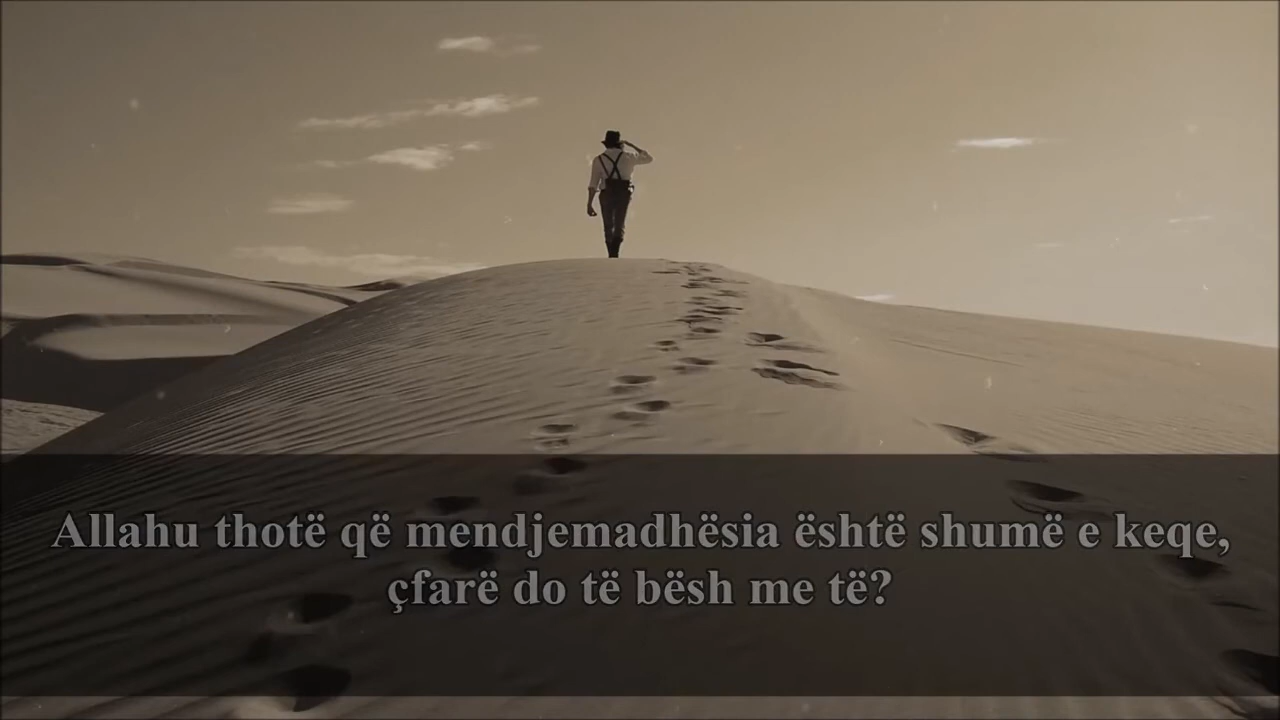 Allahu thotë që mendjemadhësia është shumë e keqe,
çfarë do të bësh me të?